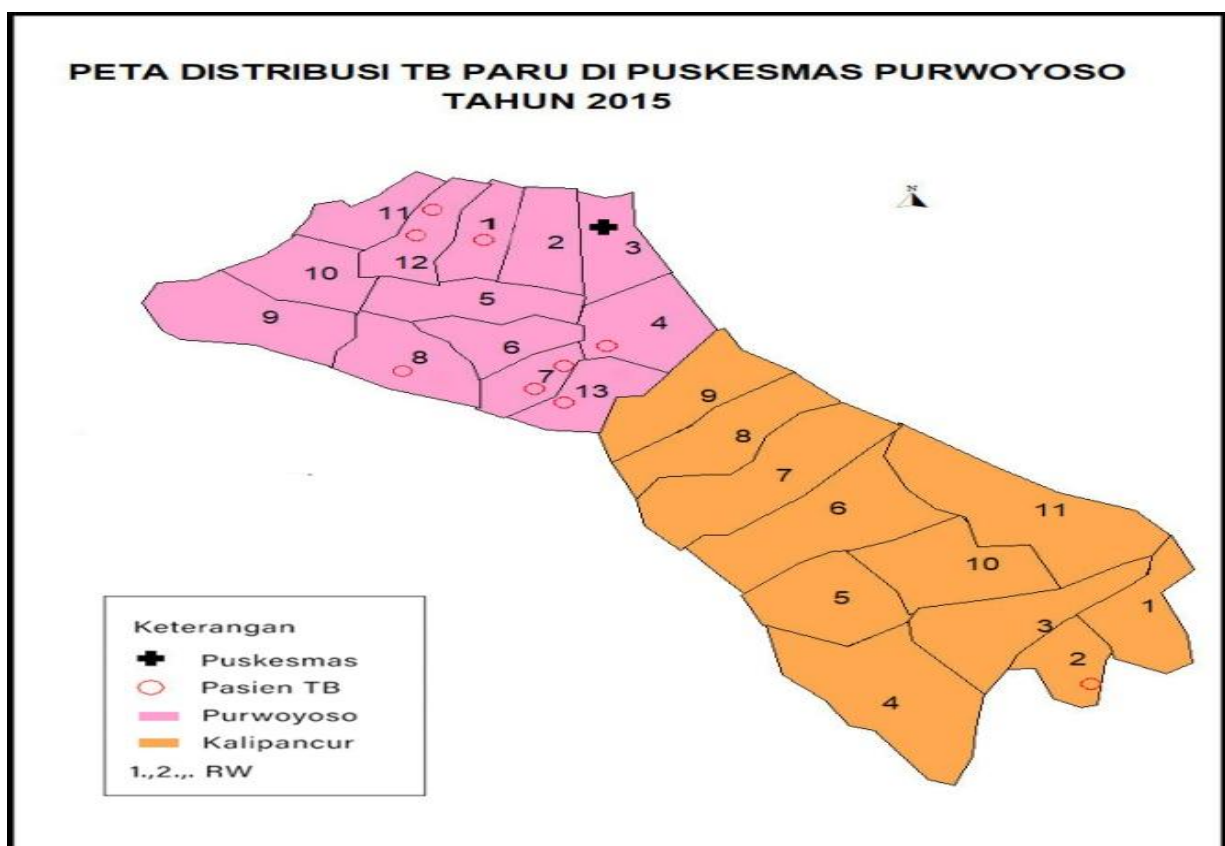 PETA DISTRIBUSI TB PARU DI PUSKESMAS PURWOYOSO
TAHUN 2015
N
11
1
2
3
12
10
5
9
4
6
8
7
13
9
8
7
6
11
10
5
1
3
2
4
Keterangan
Puskesmas
Pasien TB
Purwoyoso
Kalipancur
1.,2.,. RW